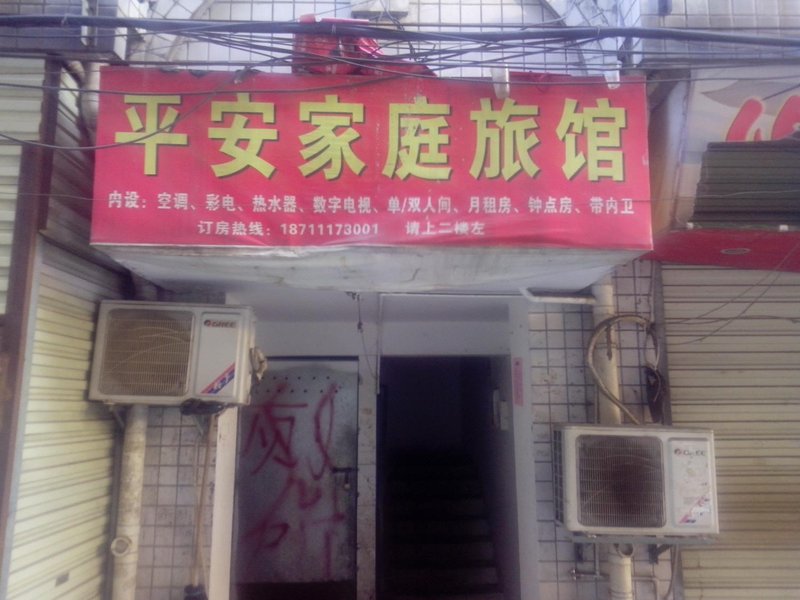 平安家庭旅馆
内设：空调、彩电、热水器、数字电视、单/双人间、月租房、钟点房、带内卫
订房热线：18711173001 请上二楼左
GREE
GREE